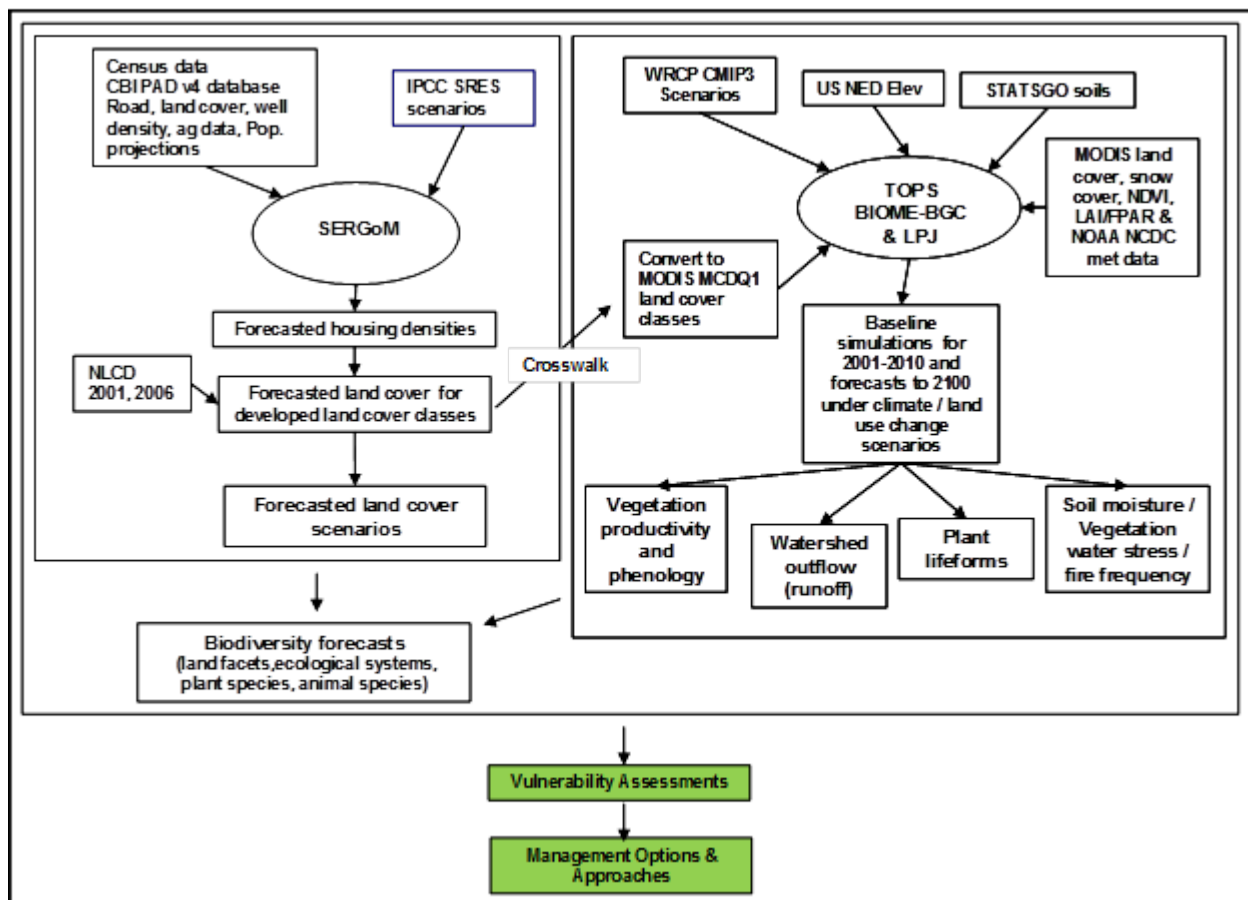 Census data
CBIPAD v4 database
Road, land cover, well
density, ag data, Pop.
projections
IPCC SRES
scenarios
SERGoM
Forecasted housing densities
NLCD
2001, 2006
Forecasted land cover for
developed land cover classes
Forecasted land cover
scenarios
Crosswalk
WRCP CMIP3
Scenarios
US NED Elev
STATSGO soils
TOPS
BIOME-BGC
& LPJ
MODIS land
cover, snow
cover, NDVI,
LAI/FPAR &
NOAA NCDC
met data
Convert to
MODIS MCDQ1
land cover
classes
Baseline
simulations for
2001-2010 and
forecasts to 2100
under climate / land
use change
scenarios
Vegetation
productivity
and
phenology
Watershed
outflow
(runoff)
Plant
lifeforms
Soil moisture /
Vegetation
water stress /
fire frequency
Biodiversity forecasts
(land facets,ecological systems,
plant species, animal species)
Vulnerability Assessments
Management Options &
Approaches